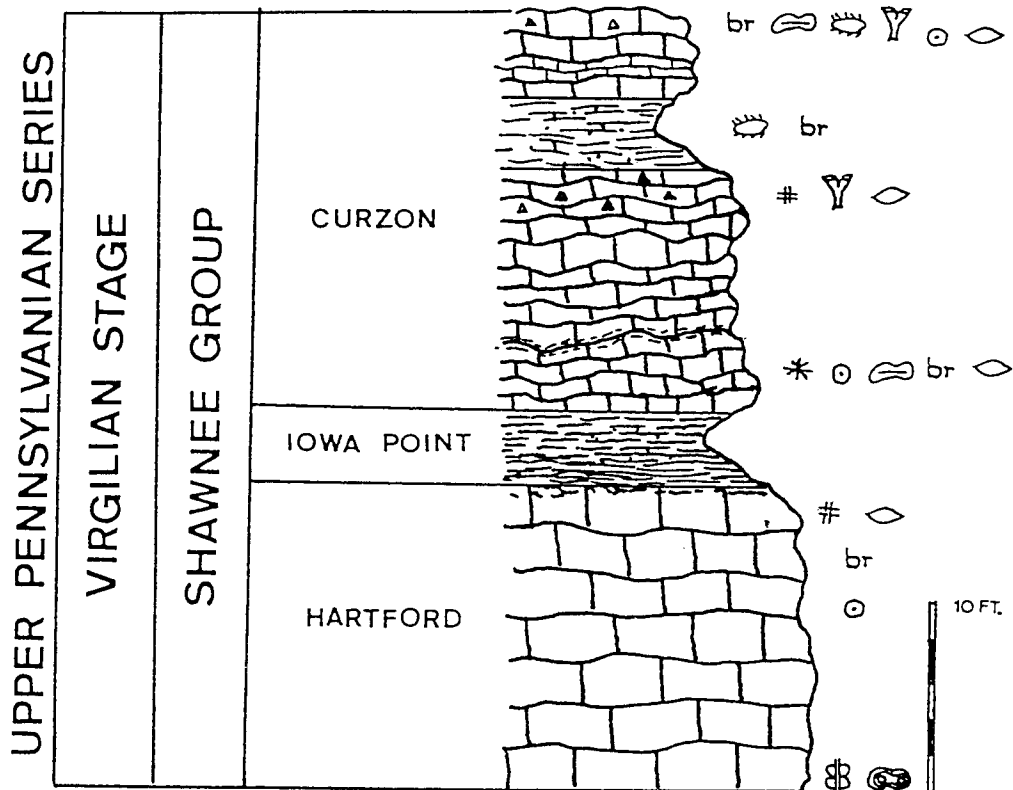 UPPER PENNSYLVANIAN SERIES
VIRGILIAN STAGE
SHAWNEE GROUP
CURZON
IOWA POINT
HARTFORD
br
br
br
br
10 FT.